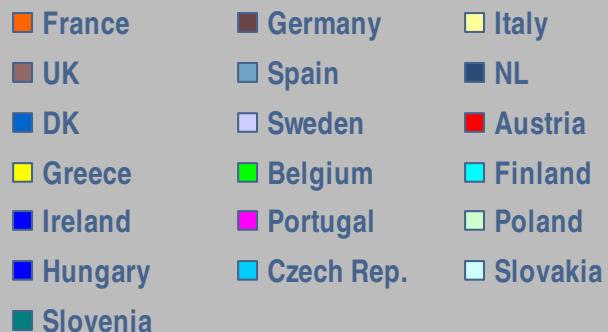 France Germany Italy
UK Spain NL
DK Sweden Austria
Greece Belgium Finland
Ireland Portugal Poland
Hungary Czech Rep. Slovakia
Slovenia